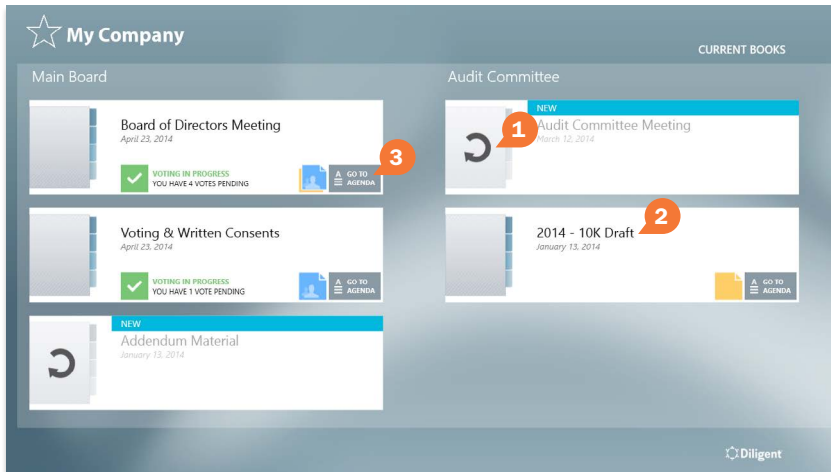 My Company
CURRENT BOOKS
Main Board
Board of Directors Meeting
April 23, 2014
VOTING IN PROGRESS
YOU HAVE 4 VOTES PENDING
A GO TO
AGENDA
3
Voting & Written Consents
April 23, 2014
VOTING IN PROGRESS
YOU HAVE 1 VOTE PENDING
A GO TO
AGENDA
NEW
Addendum Material
January 13, 2014
Audit Committee
NEW
1
Audit Committee Meeting
March 12, 2014
2
2014 - 10K Draft
January 13, 2014
A GO TO
AGENDA
Diligent